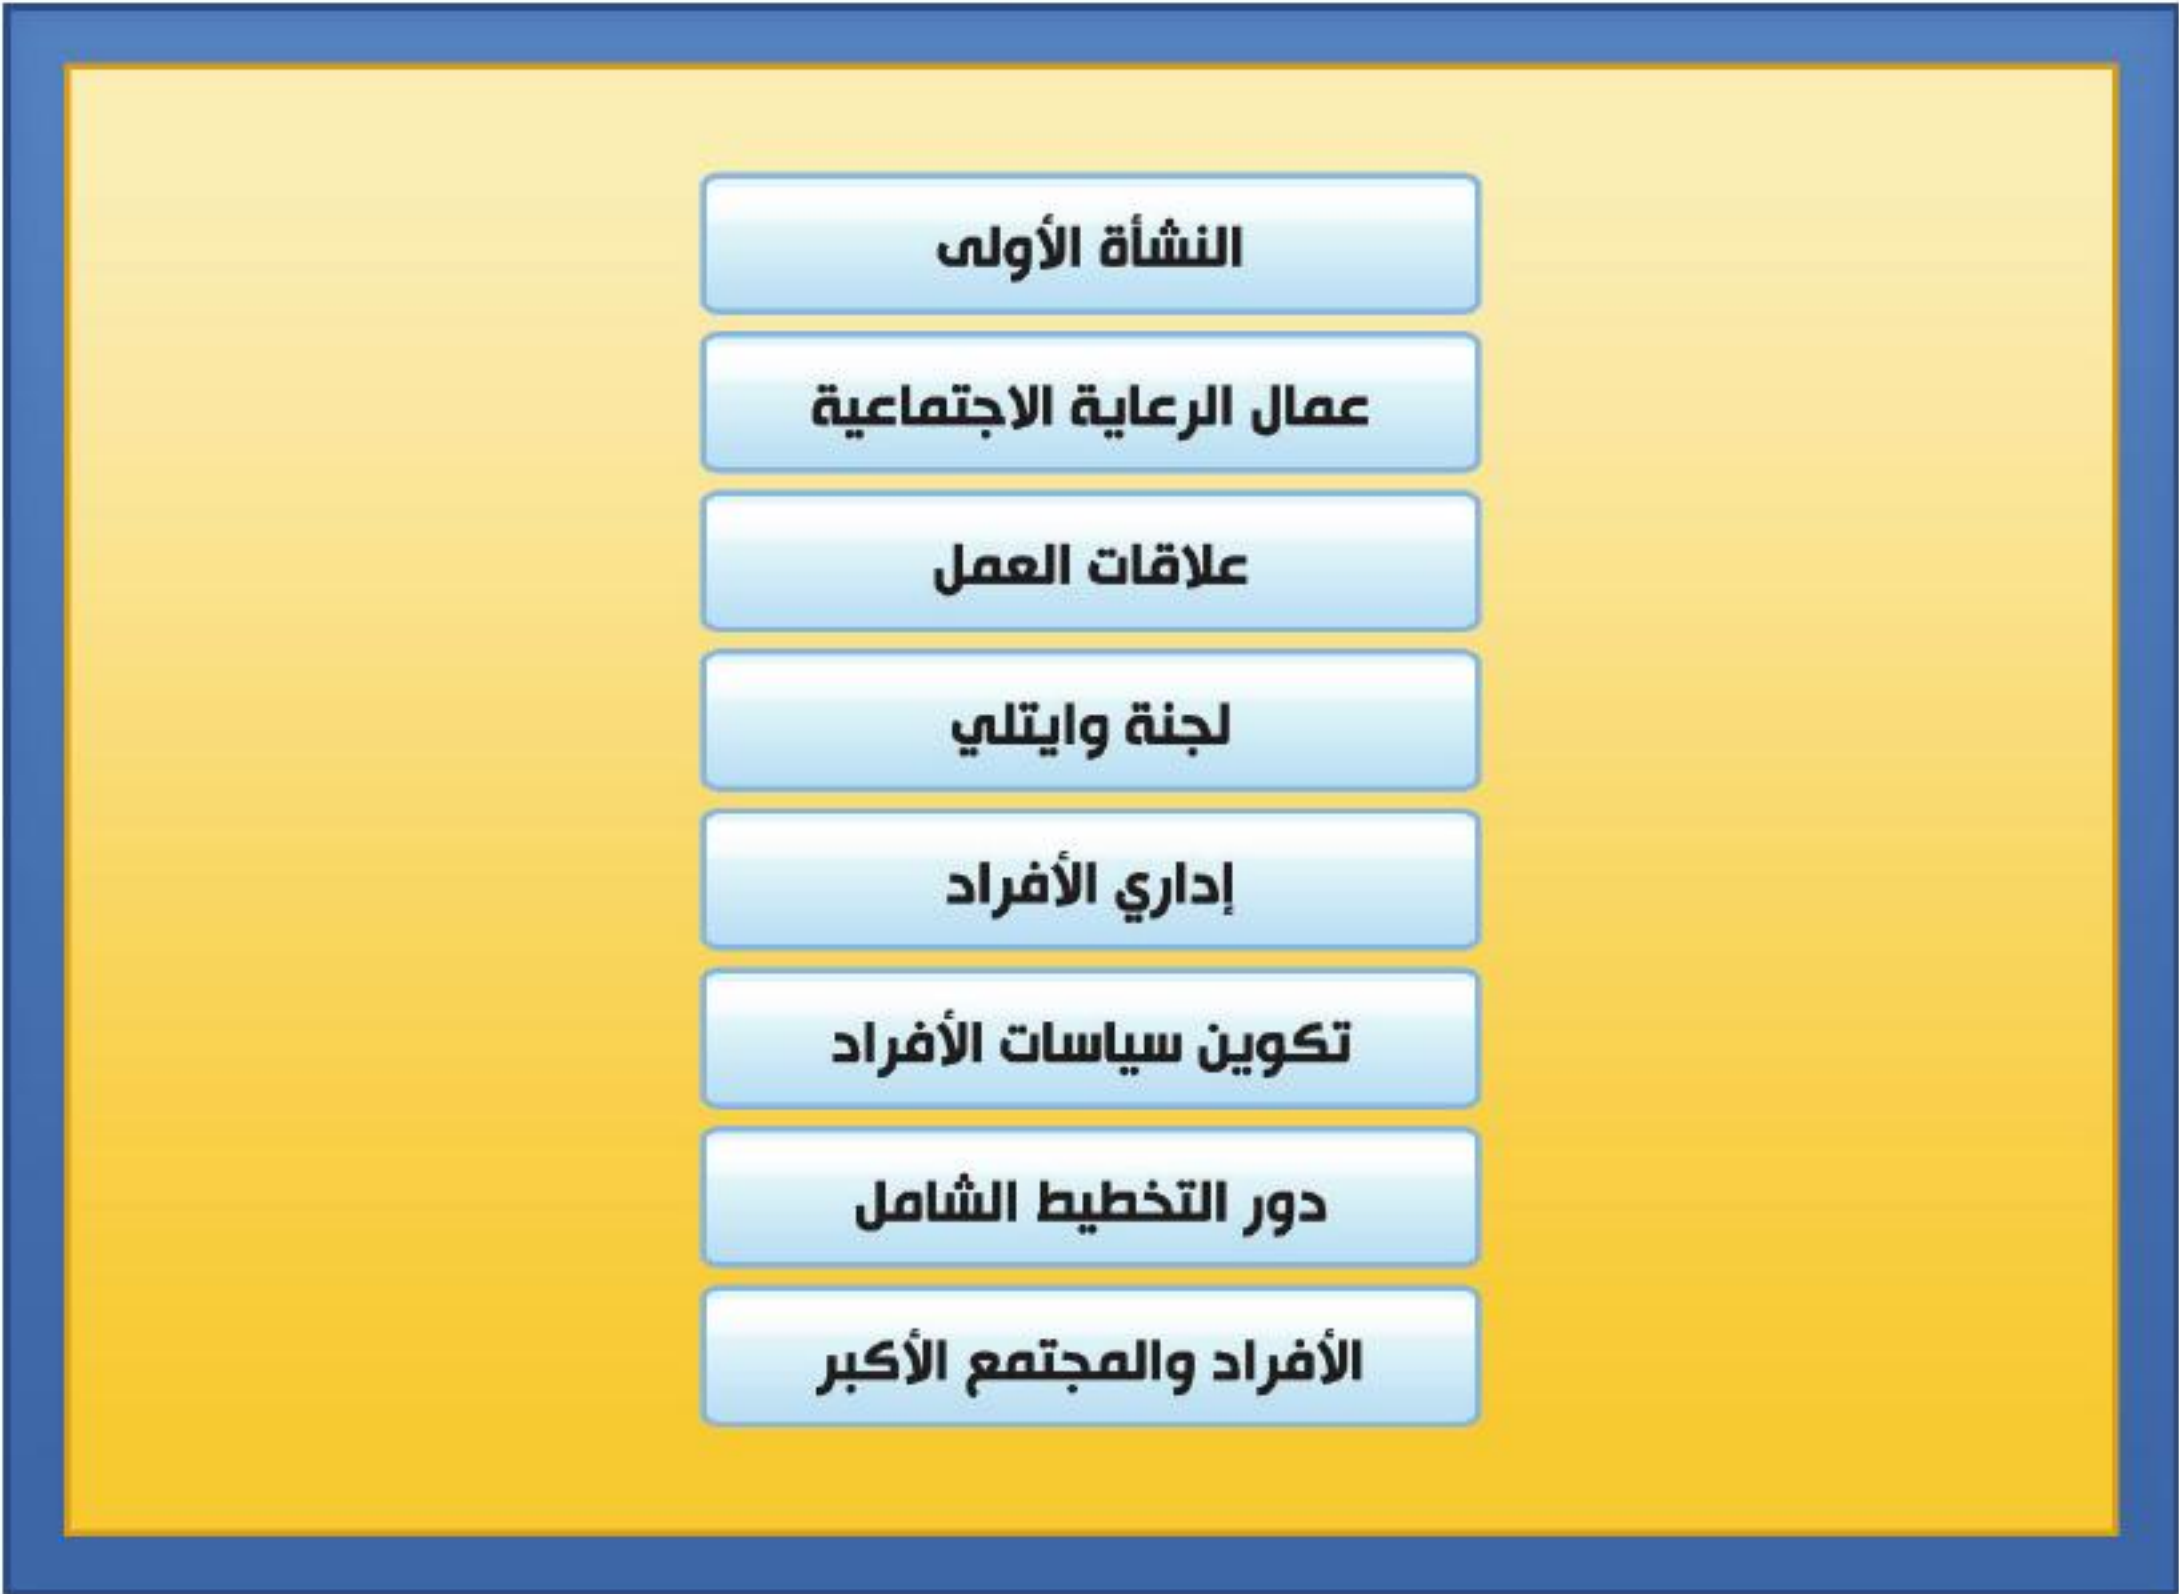 النشأة الأولى
عمال الرعاية الاجتماعية
علاقات العمل
لجنة وايتلي
إداري الأفراد
تكوين سياسات الأفراد
دور التخطيط الشامل
الأفراد والمجتمع الأكبر